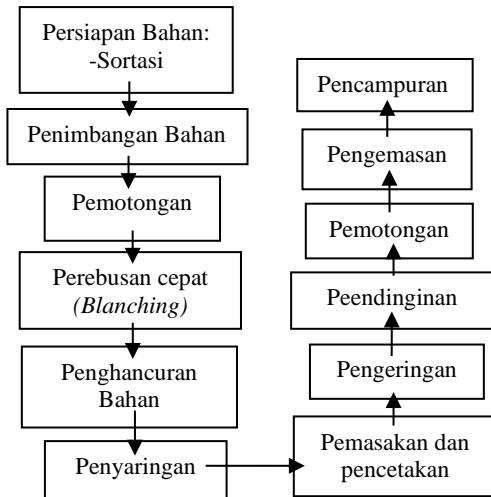 Persiapan Bahan:
-Sortasi
Penimbangan Bahan
Pemotongan
Perebusan cepat
(Blanching)
Penghancuran
Bahan
Penyaringan
Pemasakan dan
pencetakan
Pengeringan
Peendinginan
Pemotongan
Pengemasan
Pencampuran